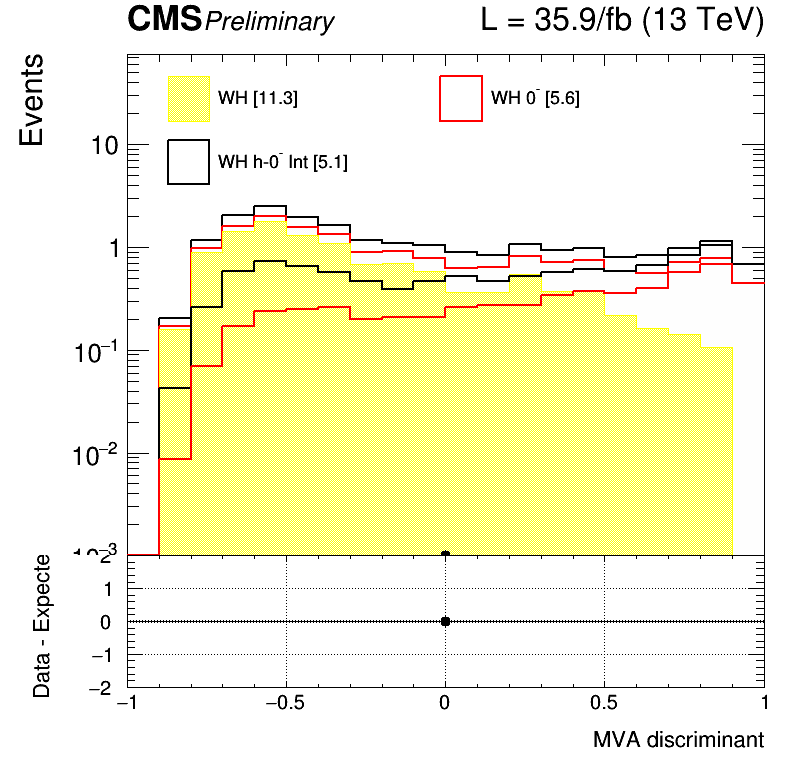 CMS Preliminary L = 35.9/fb (13 TeV)
Events
WH [11.3]
WH 0⁻ [5.6]
WH h-0⁻ Int [5.1]
10
1
10⁻¹
10⁻²
10⁻³
Data - Expecte
2
1
0
−1
−2
−1 −0.5 0 0.5 1
MVA discriminant